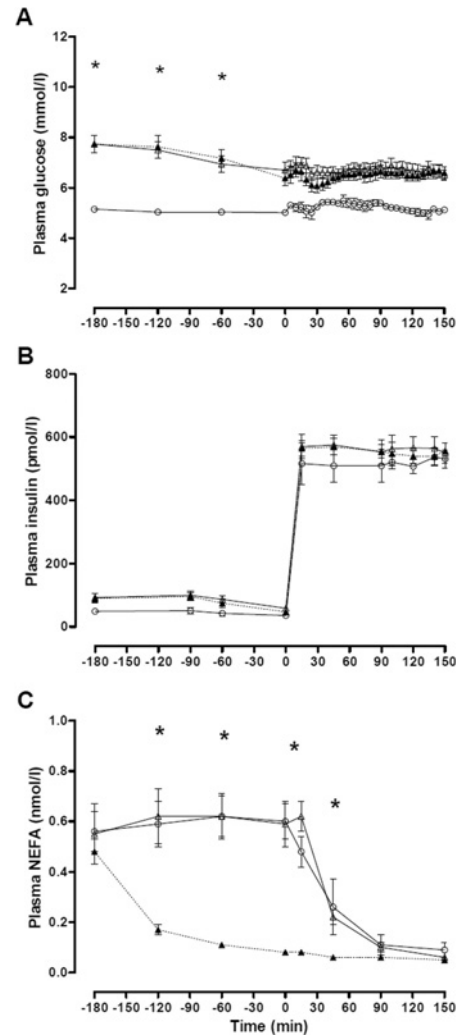 A
Plasma glucose (mmol/l)
12
10
8
6
4
2
* * *
-180 -150 -120 -90 -60 -30 0 30 60 90 120 150
B
Plasma insulin (pmol/l)
800
600
400
200
0
-180 -150 -120 -90 -60 -30 0 30 60 90 120 150
C
Plasma NEFA (nmol/l)
1.0
0.8
0.6
0.4
0.2
0.0
* * * *
-180 -150 -120 -90 -60 -30 0 30 60 90 120 150
Time (min)